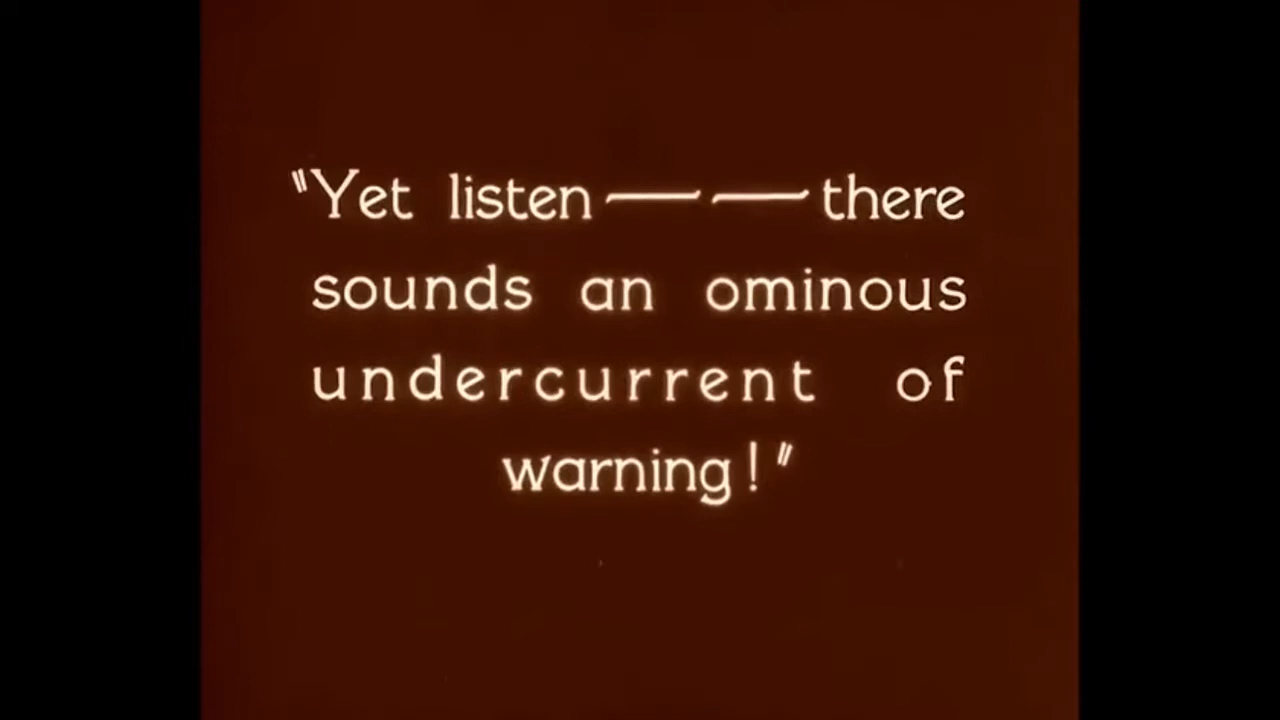 "Yet listen — — there
sounds an ominous
undercurrent of
warning!"